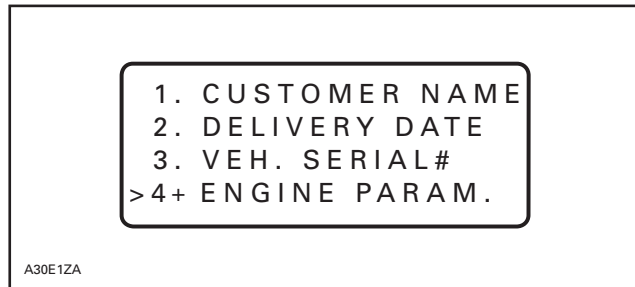 1. CUSTOMER NAME
2. DELIVERY DATE
3. VEH. SERIAL#
>4+ ENGINE PARAM.
A30E1ZA